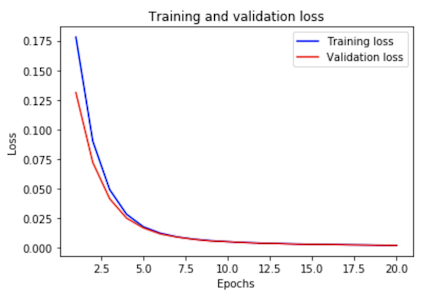 Training and validation loss
Training loss
Validation loss
Loss
0.175
0.150
0.125
0.100
0.075
0.050
0.025
0.000
2.5 5.0 7.5 10.0 12.5 15.0 17.5 20.0
Epochs